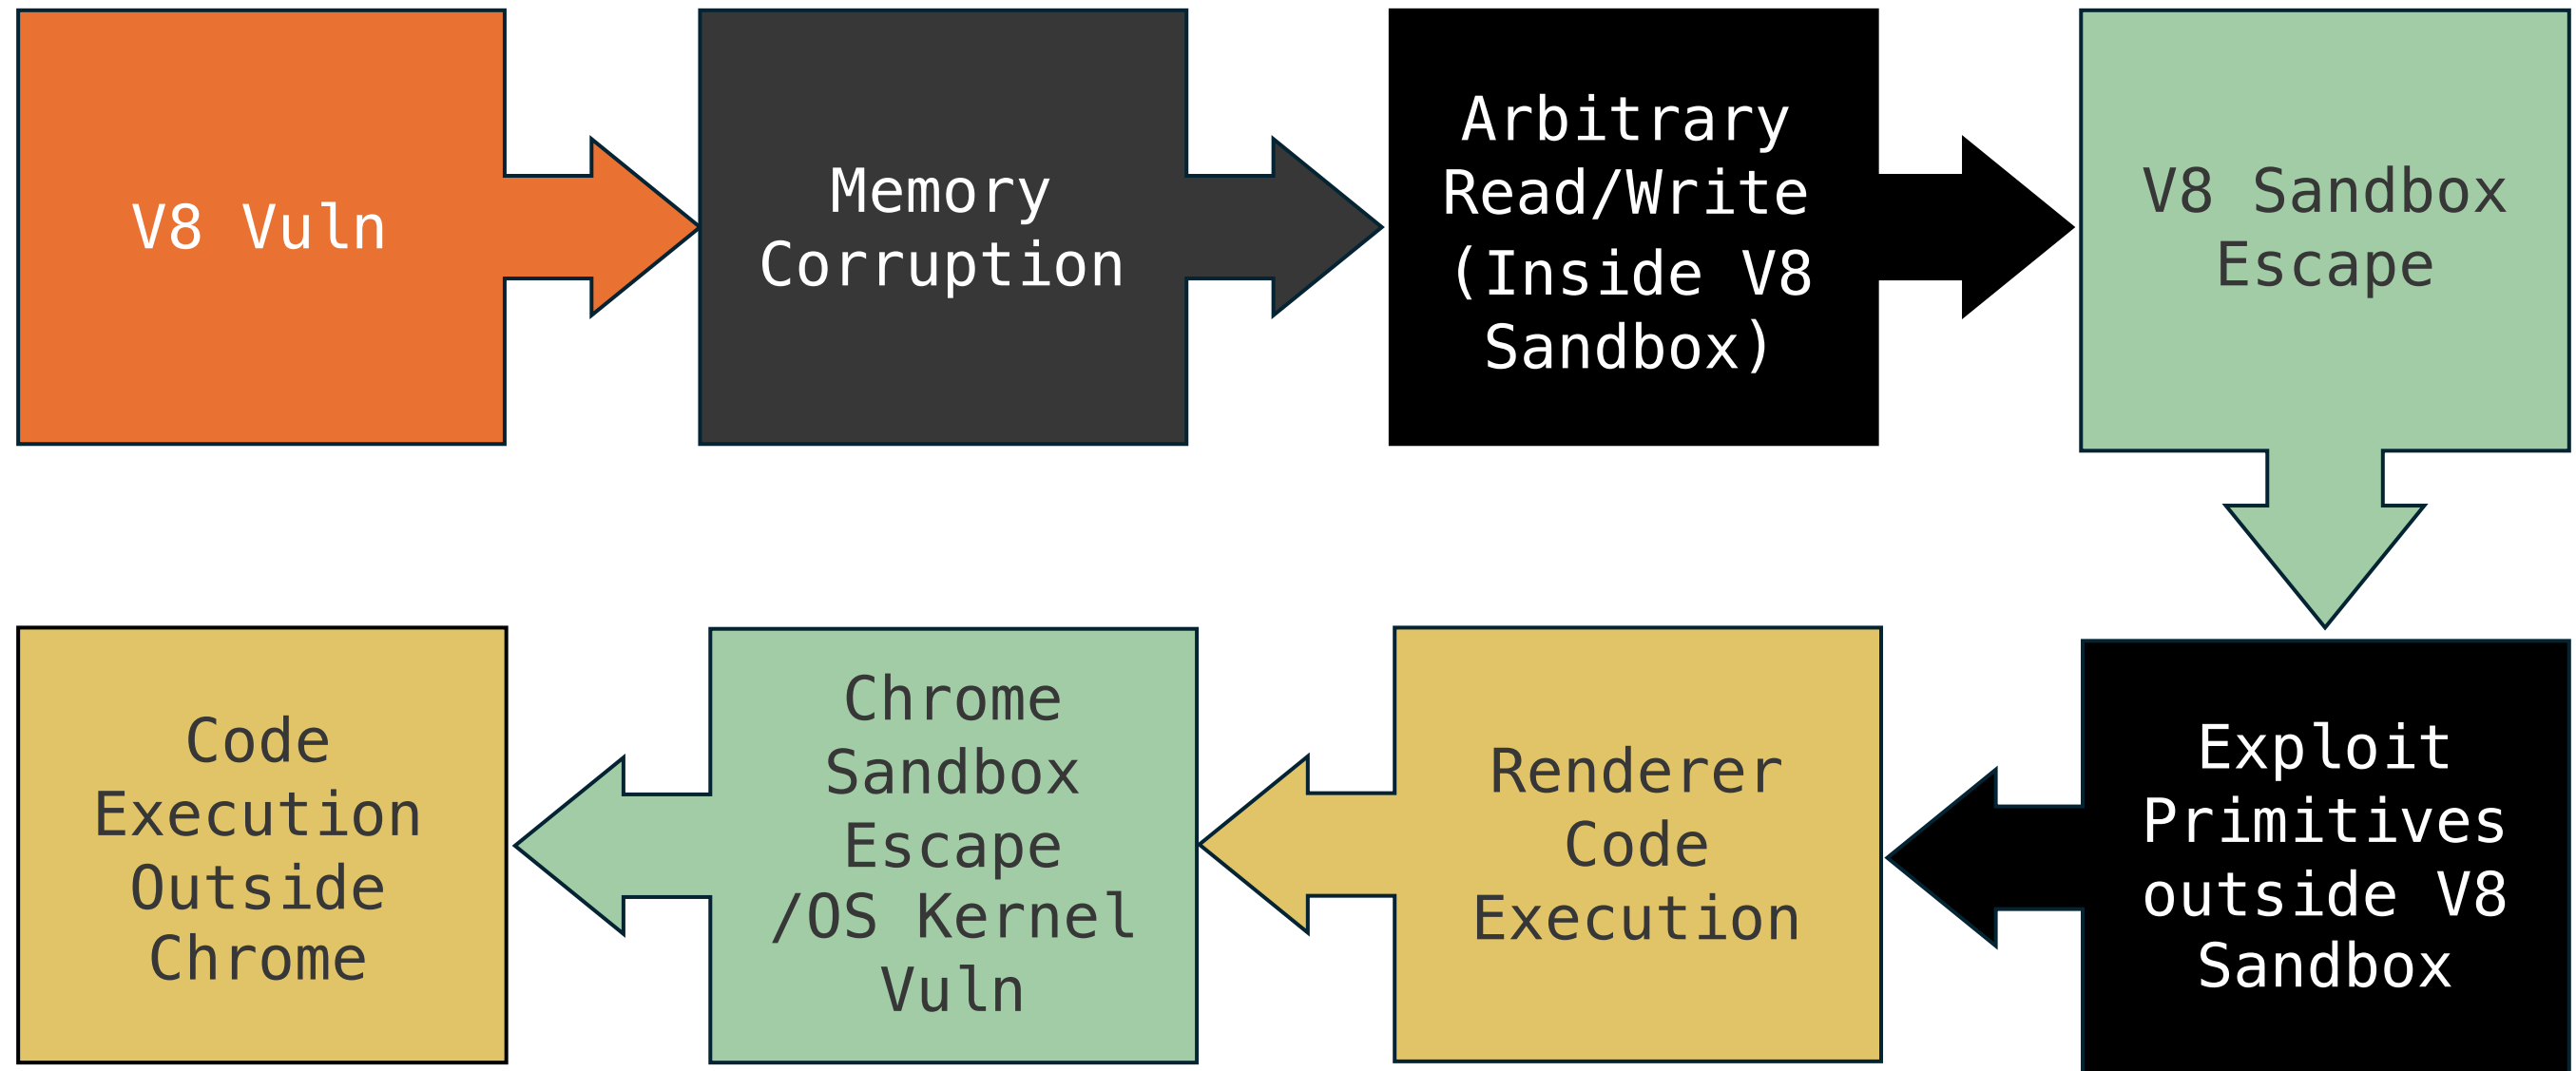 V8 Vuln
Memory
Corruption
Arbitrary
Read/Write
(Inside V8
Sandbox)
V8 Sandbox
Escape
Exploit
Primitives
outside V8
Sandbox
Renderer
Code
Execution
Chrome
Sandbox
Escape
/OS Kernel
Vuln
Code
Execution
Outside
Chrome